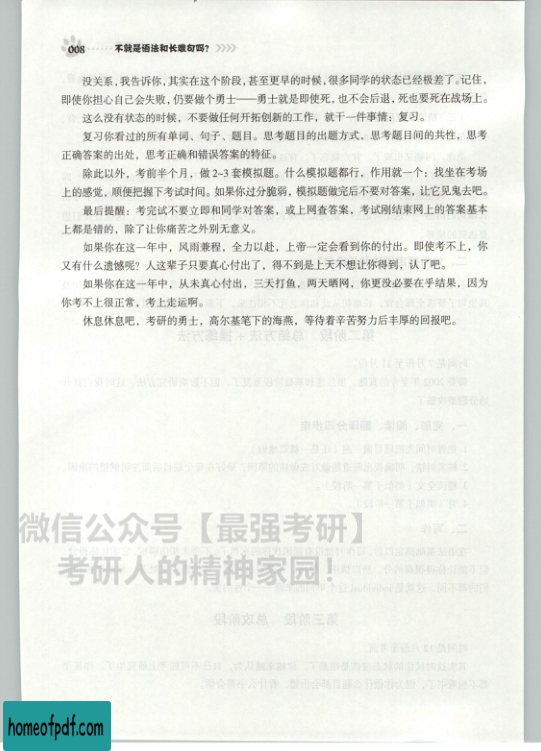 008 不就是语法和长难句吗?
没关系,我告诉你,其实在这个阶段,甚至更早的时候,很多同学的状态已经极差了。记住,
即使你担心自己会失败,仍要做个勇士——勇士就是即使死,也不会后退,死也要死在战场上。
这么没有状态的时候,不要做任何开拓创新的工作,就干一件事情:复习。
复习你看过的所有单词、句子、题目。思考题目的出题方式,思考题目间的共性,思考
正确答案的出处,思考正确和错误答案的特征。
除此以外,考前半个月,做 2~3 套模拟题。什么模拟题都行,作用就一个:找坐在考场
上的感觉,顺便把握下考试时间。如果你过分脆弱,模拟题做完后不要对答案,让它见鬼去吧。
最后提醒:考完试不要立即和同学对答案,或上网查答案,考试刚结束网上的答案基本
上都是错的,除了让你痛苦之外别无意义。
如果你在这一年中,风雨兼程,全力以赴,上帝一定会看到你的付出。即使考不上,你
又有什么遗憾呢?人这辈子只要真心付出了,得不到是上天不想让你得到,认了吧。
如果你在这一年中,从未真心付出,三天打鱼,两天晒网,你更没必要在乎结果,因为
你考不上很正常,考上走运啊。
休息休息吧,考研的勇士,高尔基笔下的海燕,等待着辛苦努力后丰厚的回报吧。
微信公众号【最强考研】
考研人的精神家园!
homeofpdf.com